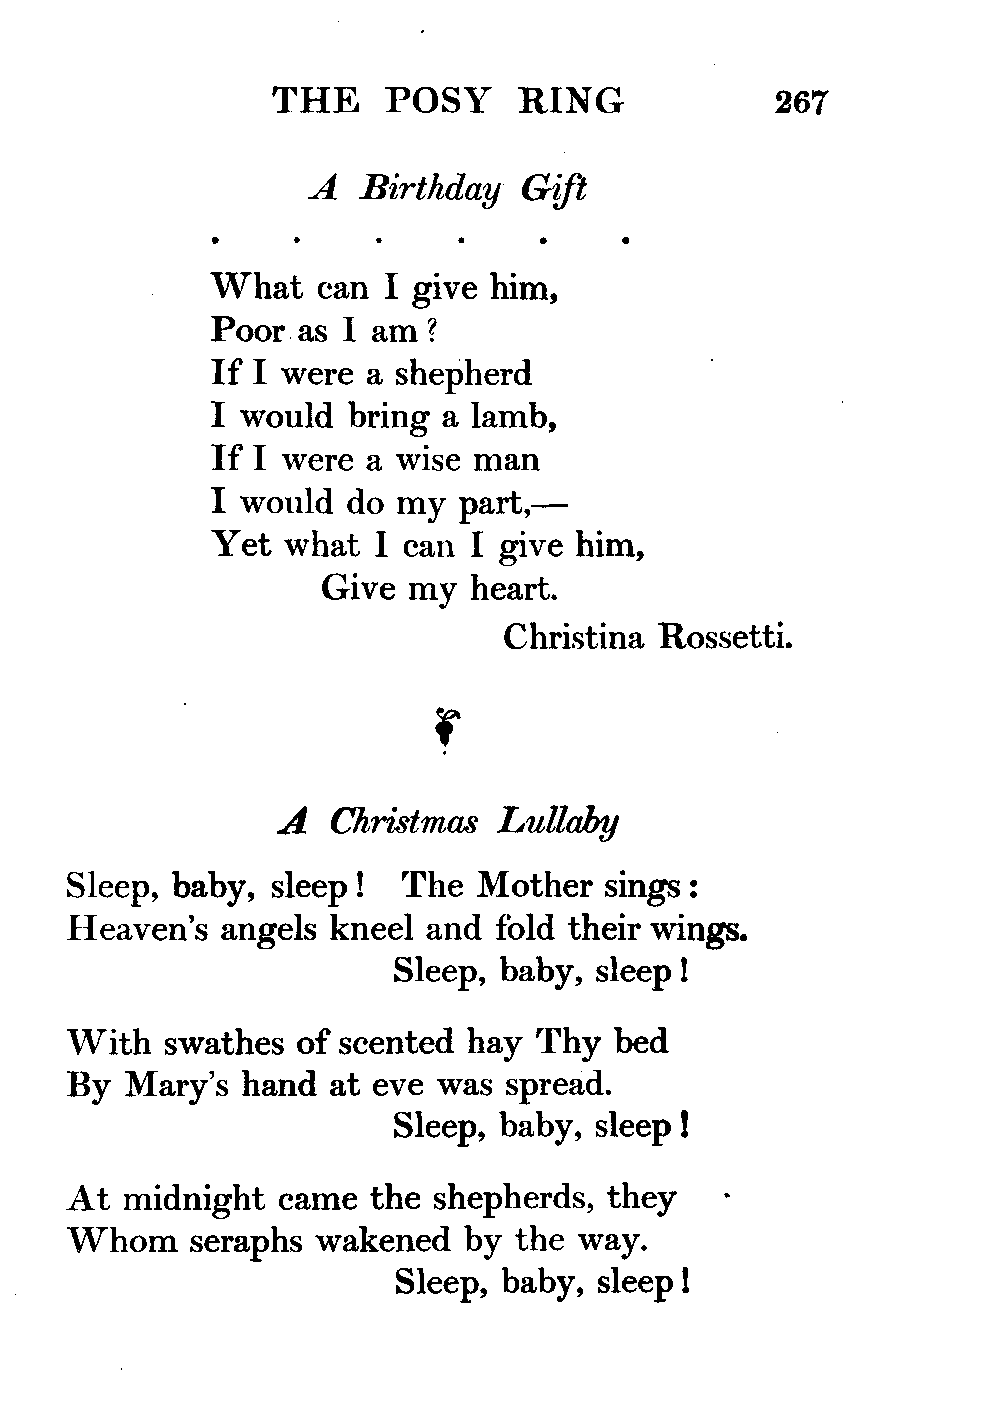 THE POSY RING 267
A Birthday Gift
. . . . . .
What can I give him,
Poor as I am?
If I were a shepherd
I would bring a lamb,
If I were a wise man
I would do my part,—
Yet what I can I give him,
Give my heart.
Christina Rossetti.
A Christmas Lullaby
Sleep, baby, sleep! The Mother sings:
Heaven's angels kneel and fold their wings.
Sleep, baby, sleep!
With swathes of scented hay Thy bed
By Mary's hand at eve was spread.
Sleep, baby, sleep!
At midnight came the shepherds, they
Whom seraphs wakened by the way.
Sleep, baby, sleep!